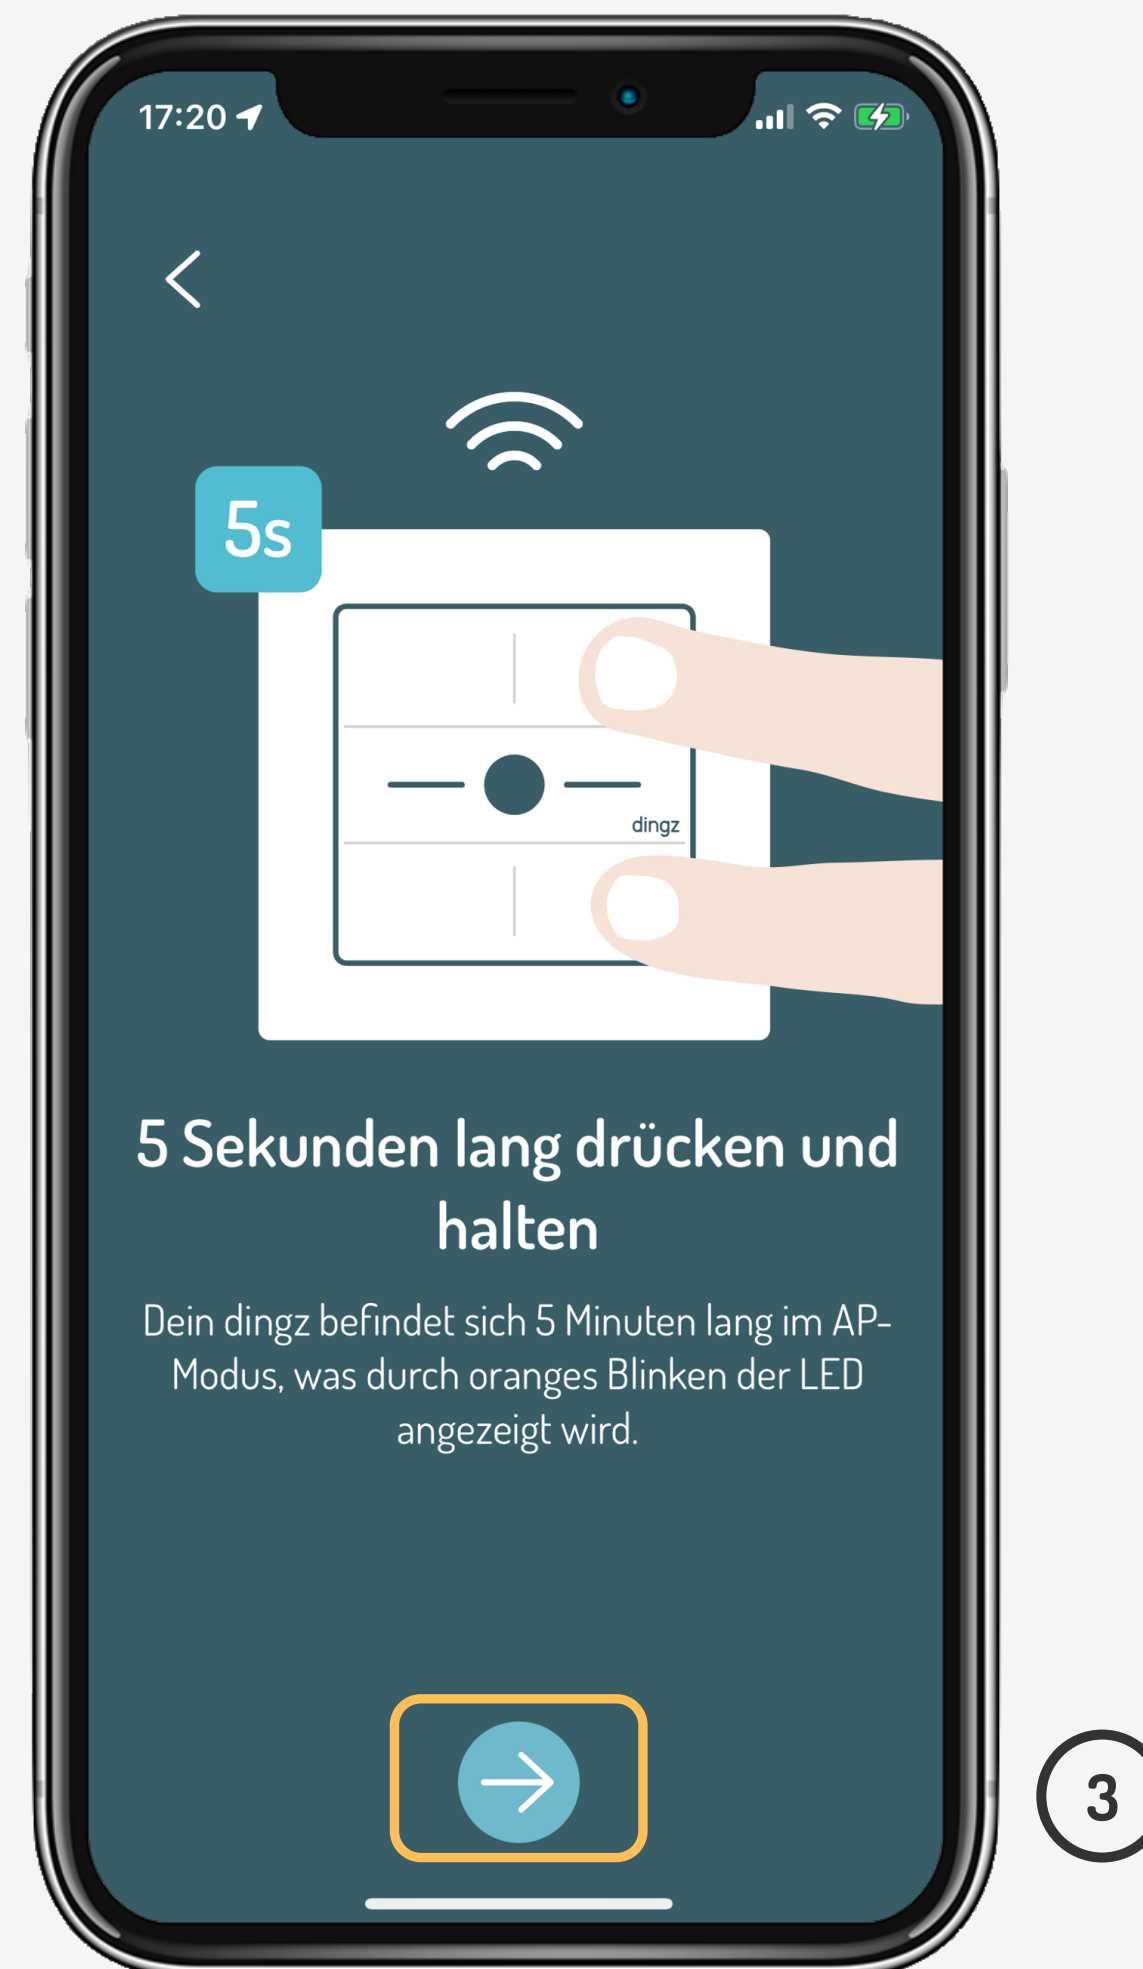 17:20
5s
dingz
5 Sekunden lang drücken und
halten
Dein dingz befindet sich 5 Minuten lang im AP-
Modus, was durch oranges Blinken der LED
angezeigt wird.
3